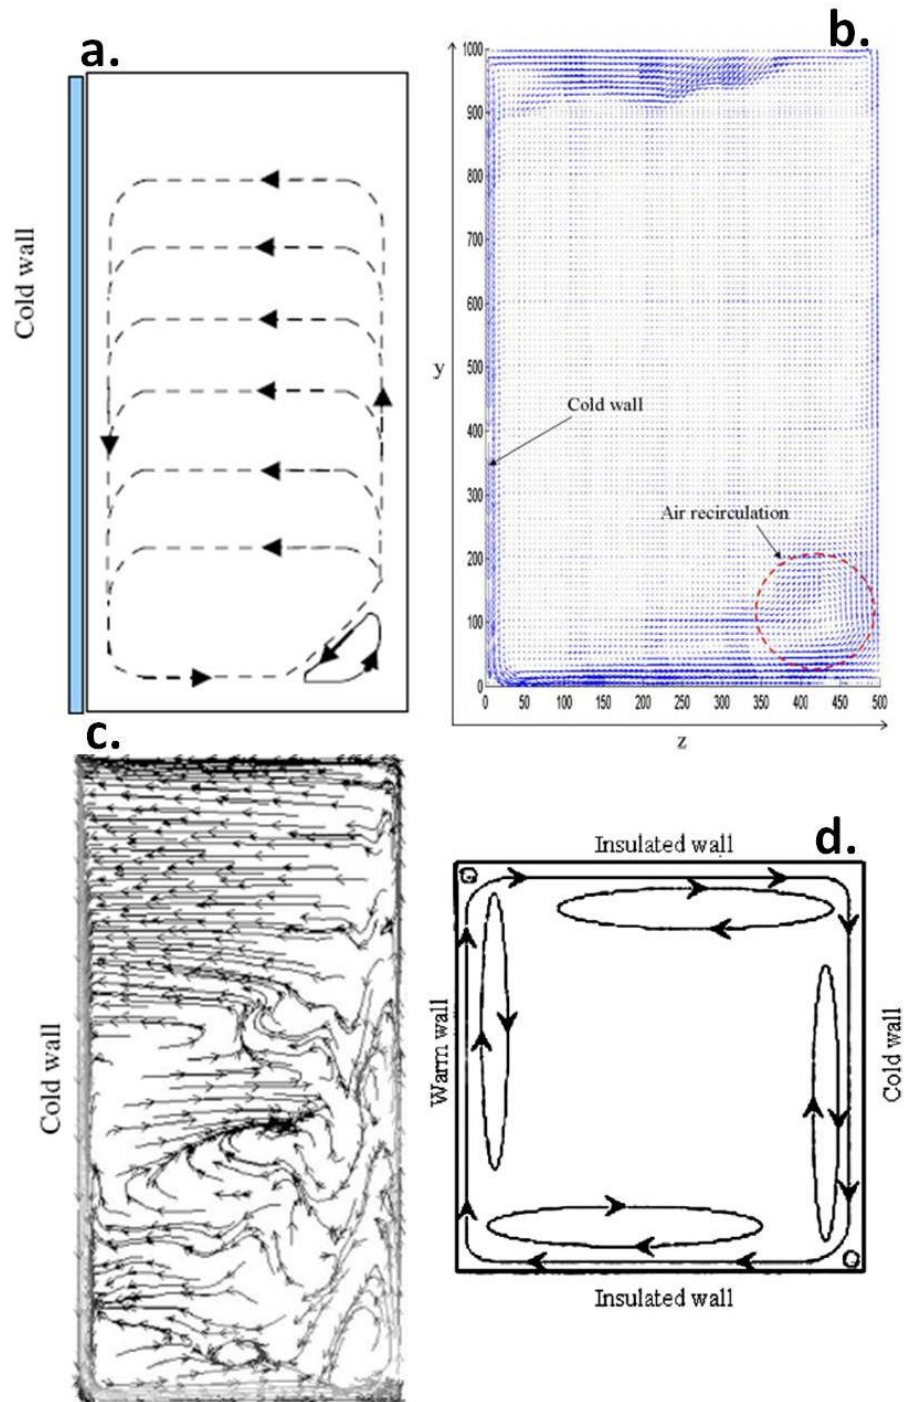 a.
Cold wall
b.
1000
900
800
700
600
500
400
300
200
100
0
y
Cold wall
Air recirculation
0 50 100 150 200 250 300 350 400 450 500
z
c.
Cold wall
d.
Insulated wall
Warm wall
Cold wall
Insulated wall